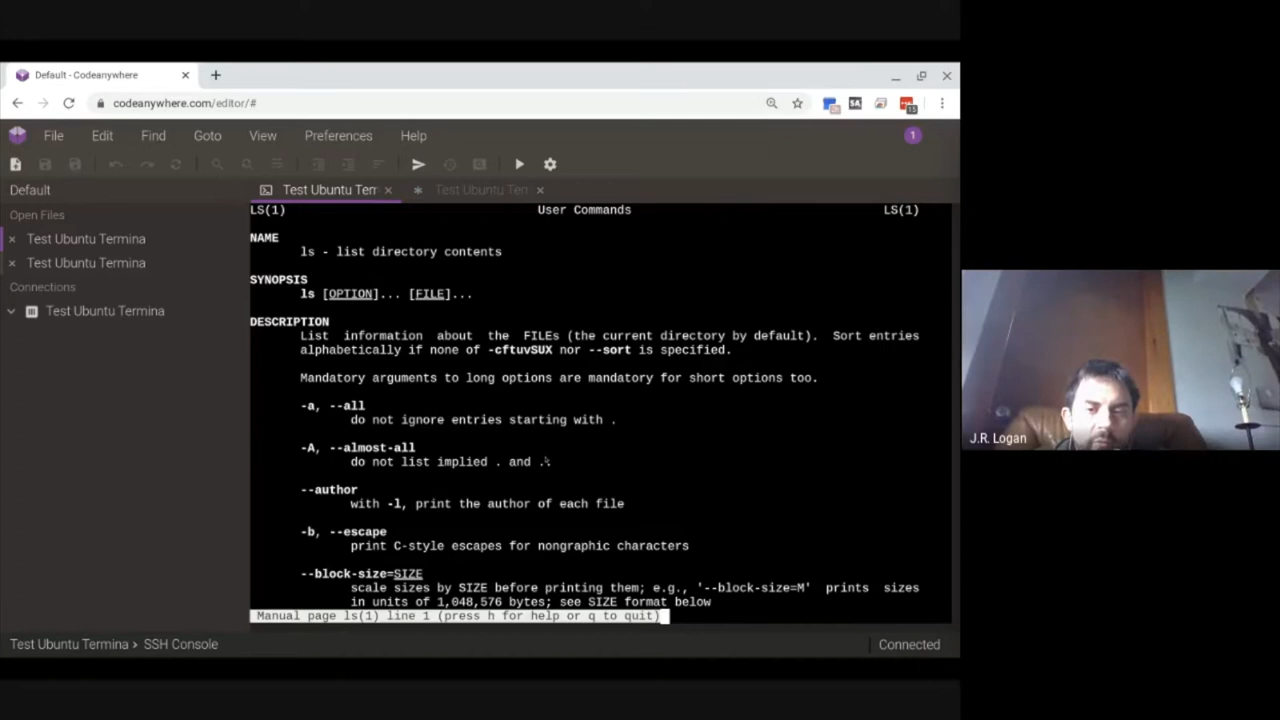 Default - Codeanywhere
codeanywhere.com/editor/#
15
File Edit Find Goto View Preferences Help
1
Default
Test Ubuntu Terr
Test Ubuntu Terr
Open Files
Test Ubuntu Termina
Test Ubuntu Termina
Connections
Test Ubuntu Termina
LS(1) User Commands LS(1)
NAME
ls - list directory contents
SYNOPSIS
ls [OPTION]... [FILE]...
DESCRIPTION
List information about the FILEs (the current directory by default). Sort entries
alphabetically if none of -cftuvSUX nor --sort is specified.
Mandatory arguments to long options are mandatory for short options too.
-a, --all
do not ignore entries starting with .
-A, --almost-all
do not list implied . and ..
--author
with -l, print the author of each file
-b, --escape
print C-style escapes for nongraphic characters
--block-size=SIZE
scale sizes by SIZE before printing them; e.g., '--block-size=M' prints sizes
in units of 1,048,576 bytes; see SIZE format below
Manual page ls(1) line 1 (press h for help or q to quit)
Test Ubuntu Termina › SSH Console
Connected
J.R. Logan